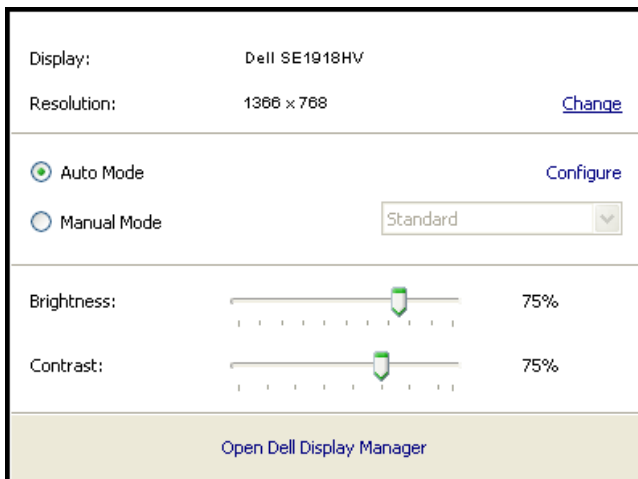 Display: Dell SE1918HV
Resolution: 1366 x 768 Change
Auto Mode Configure
Manual Mode Standard
Brightness: 75%
Contrast: 75%
Open Dell Display Manager